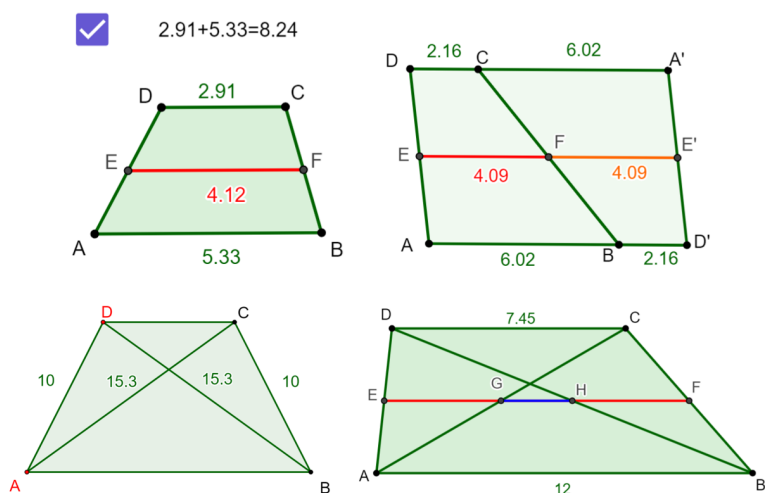 2.91+5.33=8.24
D 2.91 C
E F
4.12
A B
5.33
D 2.16 C 6.02 A'
E F E'
4.09 4.09
A B D'
6.02 2.16
D C
10 15.3 15.3 10
A B
D 7.45 C
E G H F
A B
12